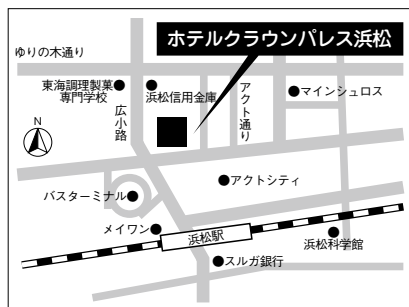 ホテルクラウンパレス浜松
ゆりの木通り
東海調理製菓
専門学校
浜松信用金庫
マインシュロス
広小路
アクト通り
N
アクトシティ
バスターミナル
メイワン
浜松駅
浜松科学館
スルガ銀行